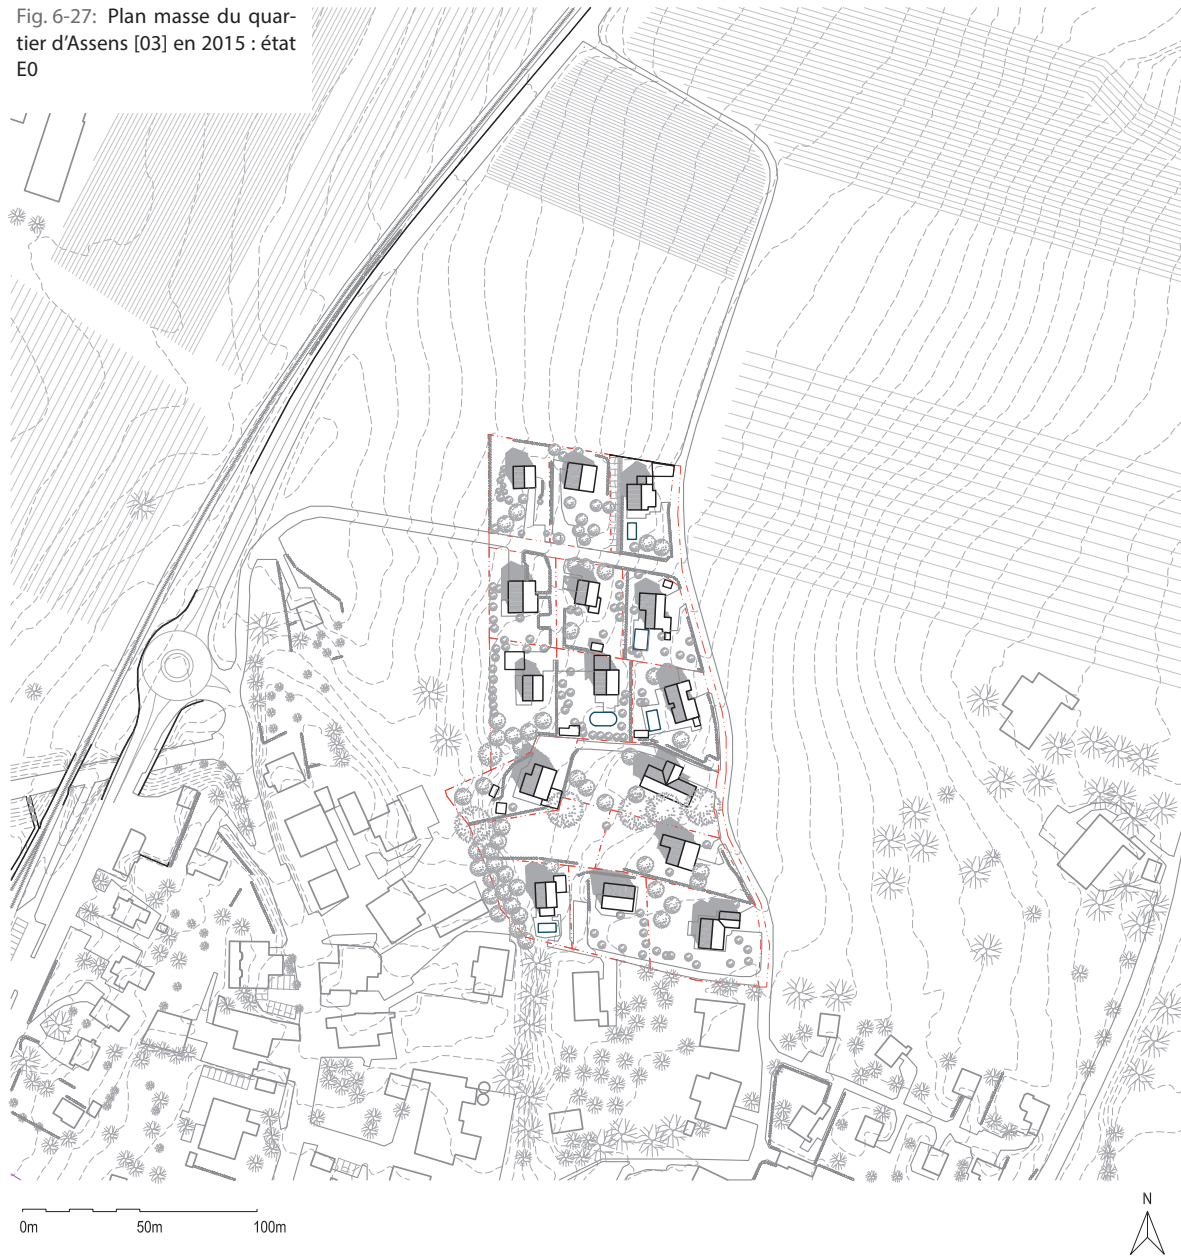 Fig. 6-27: Plan masse du quar-
tier d'Assens [03] en 2015 : état
E0
0m 50m 100m
N